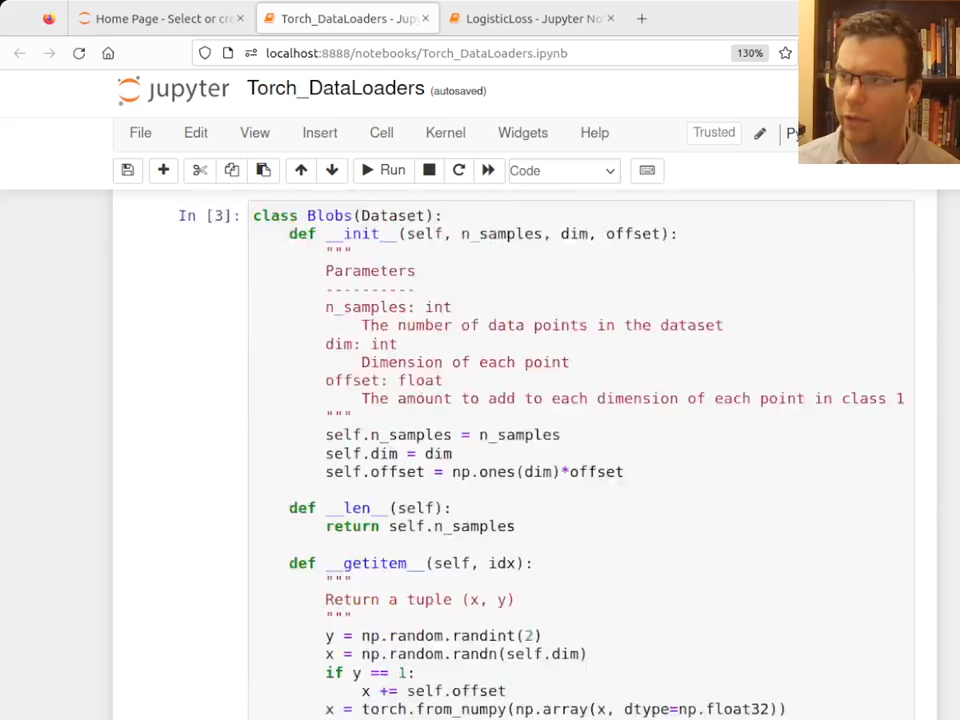 Home Page - Select or cre
Torch_DataLoaders - Jup
LogisticLoss - Jupyter No
localhost:8888/notebooks/Torch_DataLoaders.ipynb
130%
jupyter Torch_DataLoaders (autosaved)
File Edit View Insert Cell Kernel Widgets Help Trusted Py
Run Code
In [3]: class Blobs(Dataset):
    def __init__(self, n_samples, dim, offset):
        """
        Parameters
        ----------
        n_samples: int
            The number of data points in the dataset
        dim: int
            Dimension of each point
        offset: float
            The amount to add to each dimension of each point in class 1
        """
        self.n_samples = n_samples
        self.dim = dim
        self.offset = np.ones(dim)*offset
    def __len__(self):
        return self.n_samples
    def __getitem__(self, idx):
        """
        Return a tuple (x, y)
        """
        y = np.random.randint(2)
        x = np.random.randn(self.dim)
        if y == 1:
            x += self.offset
        x = torch.from_numpy(np.array(x, dtype=np.float32))